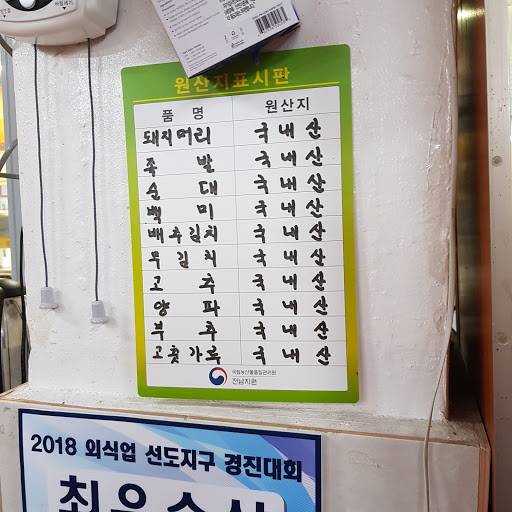 원산지표시판
품 명 원산지
돼지머리 국내산
족 발 국내산
순 대 국내산
백 미 국내산
배추김치 국내산
무김치 국내산
고 추 국내산
양 파 국내산
부 추 국내산
고춧가루 국내산
국립농산물품질관리원
전남지원
2018 외식업 선도지구 경진대회
최우수상